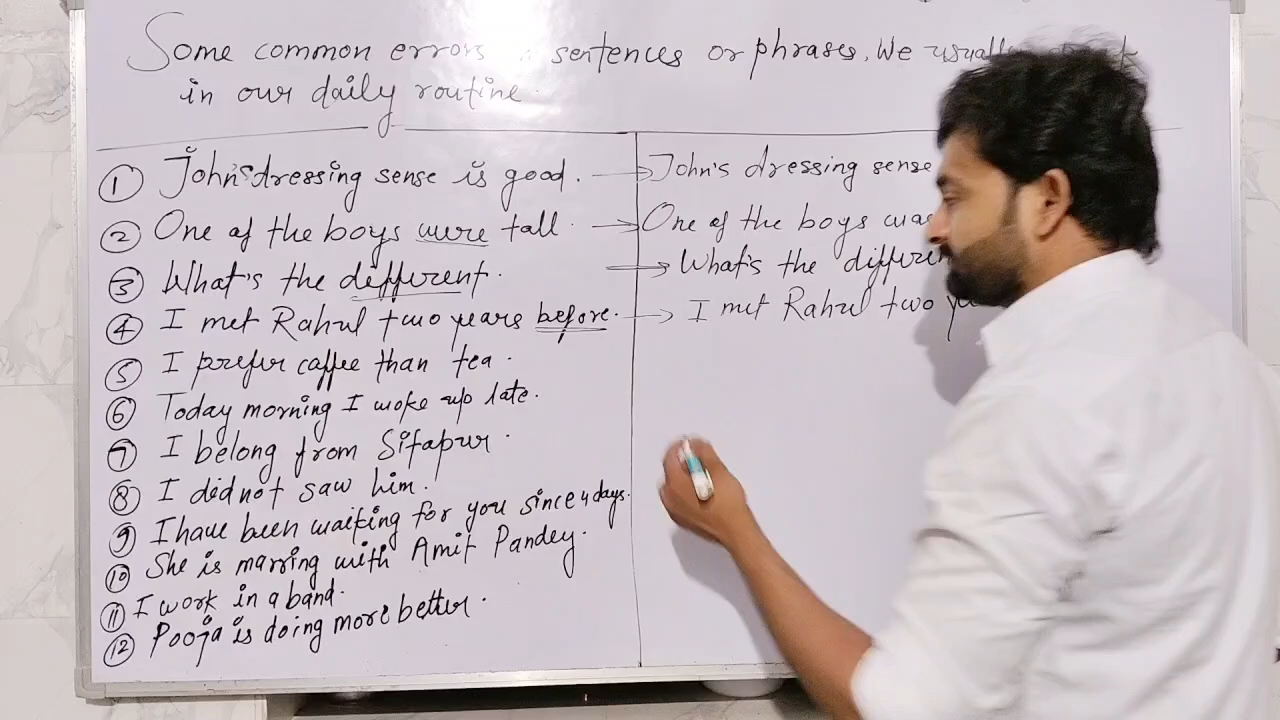 Some common errors sentences or phrases. We
in our daily routine.
① John's dressing sense is good. → John's dressing sense
② One of the boys were tall. → One of the boys was
③ What's the different. → What's the
④ I met Rahul two years before. → I met Rahul two
⑤ I prefer coffee than tea.
⑥ Today morning I woke up late.
⑦ I belong from Sitapur.
⑧ I did not saw him.
⑨ I have been waiting for you since 4 days.
⑩ She is marring with Amit Pandey.
⑪ I work in a band.
⑫ Pooja is doing more better.